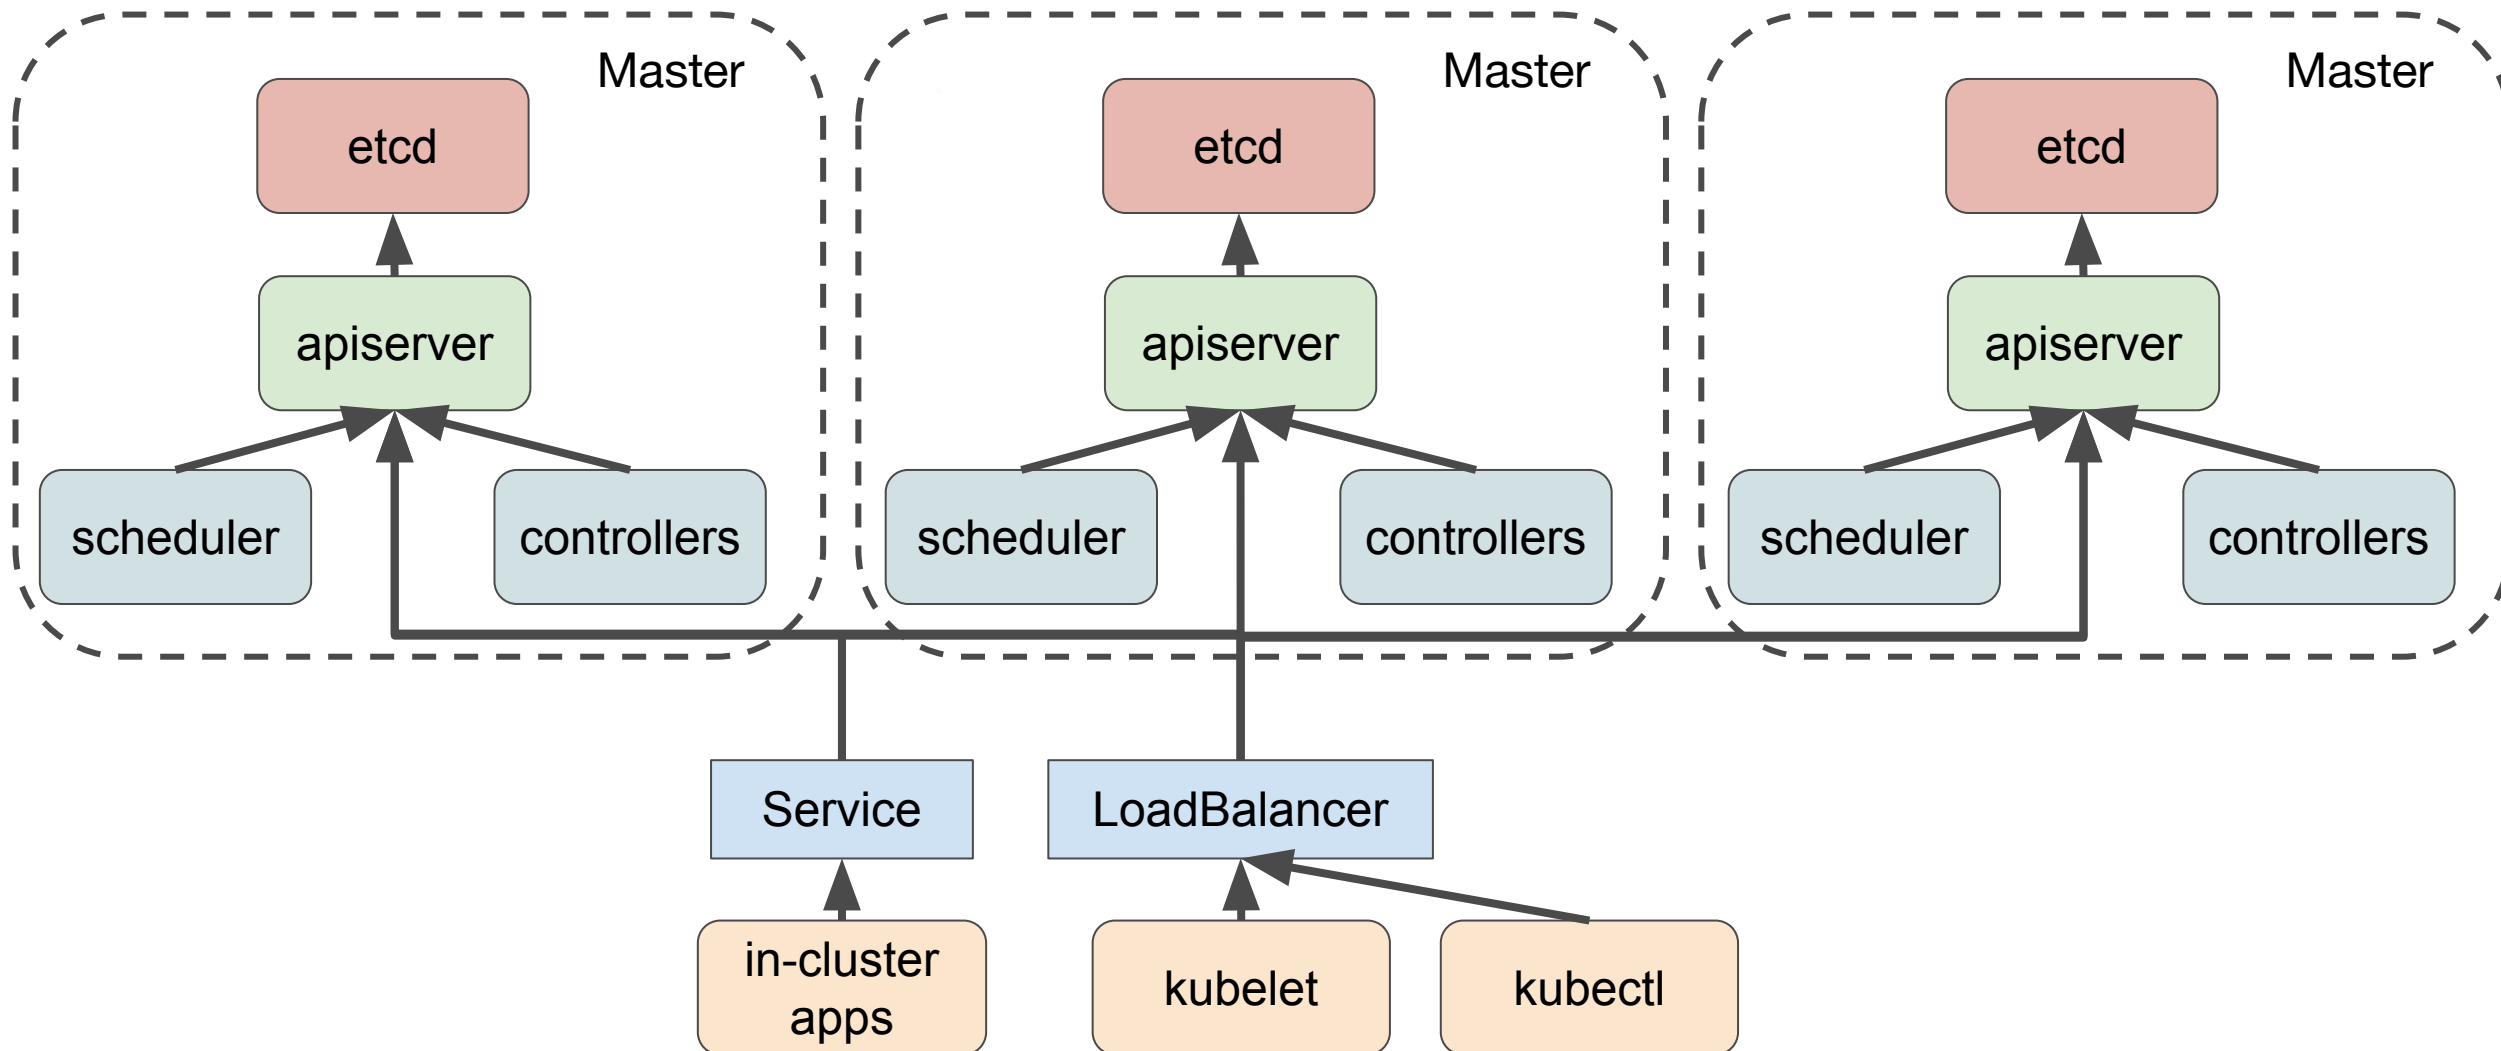 Master
Master
Master
etcd
etcd
etcd
apiserver
apiserver
apiserver
scheduler
controllers
scheduler
controllers
scheduler
controllers
Service
LoadBalancer
in-cluster
apps
kubelet
kubectl